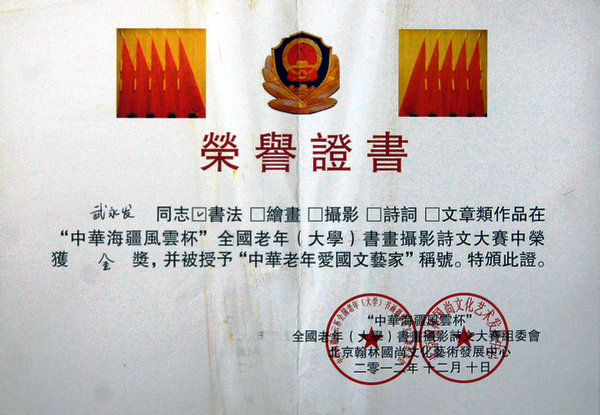 榮譽證書
武永发 同志☑書法 □繪畫 □攝影 □詩詞 □文章類作品在
“中華海疆風雲杯”全國老年（大學）書畫攝影詩文大賽中榮
獲 金 獎，并被授予“中華老年愛國文藝家”稱號。特頒此證。
“中華海疆風雲杯”
全國老年（大學）書畫攝影詩文大賽組委會
北京翰林國尚文化藝術發展中心
二零一二年 十二月 十日